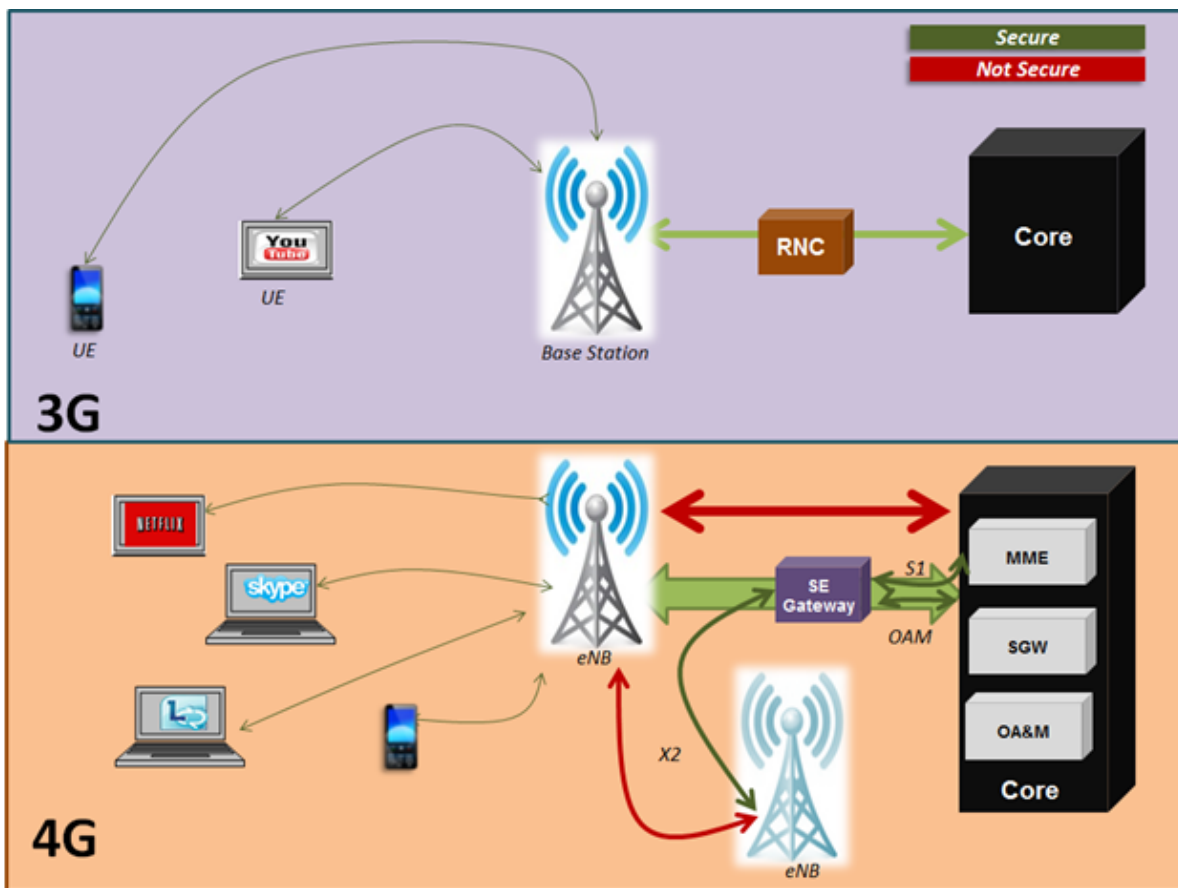 Secure
Not Secure
You
Tube
UE
UE
Base Station
RNC
Core
3G
NETFLIX
skype
L
eNB
SE
Gateway
S1
OAM
X2
eNB
MME
SGW
OA&M
Core
4G